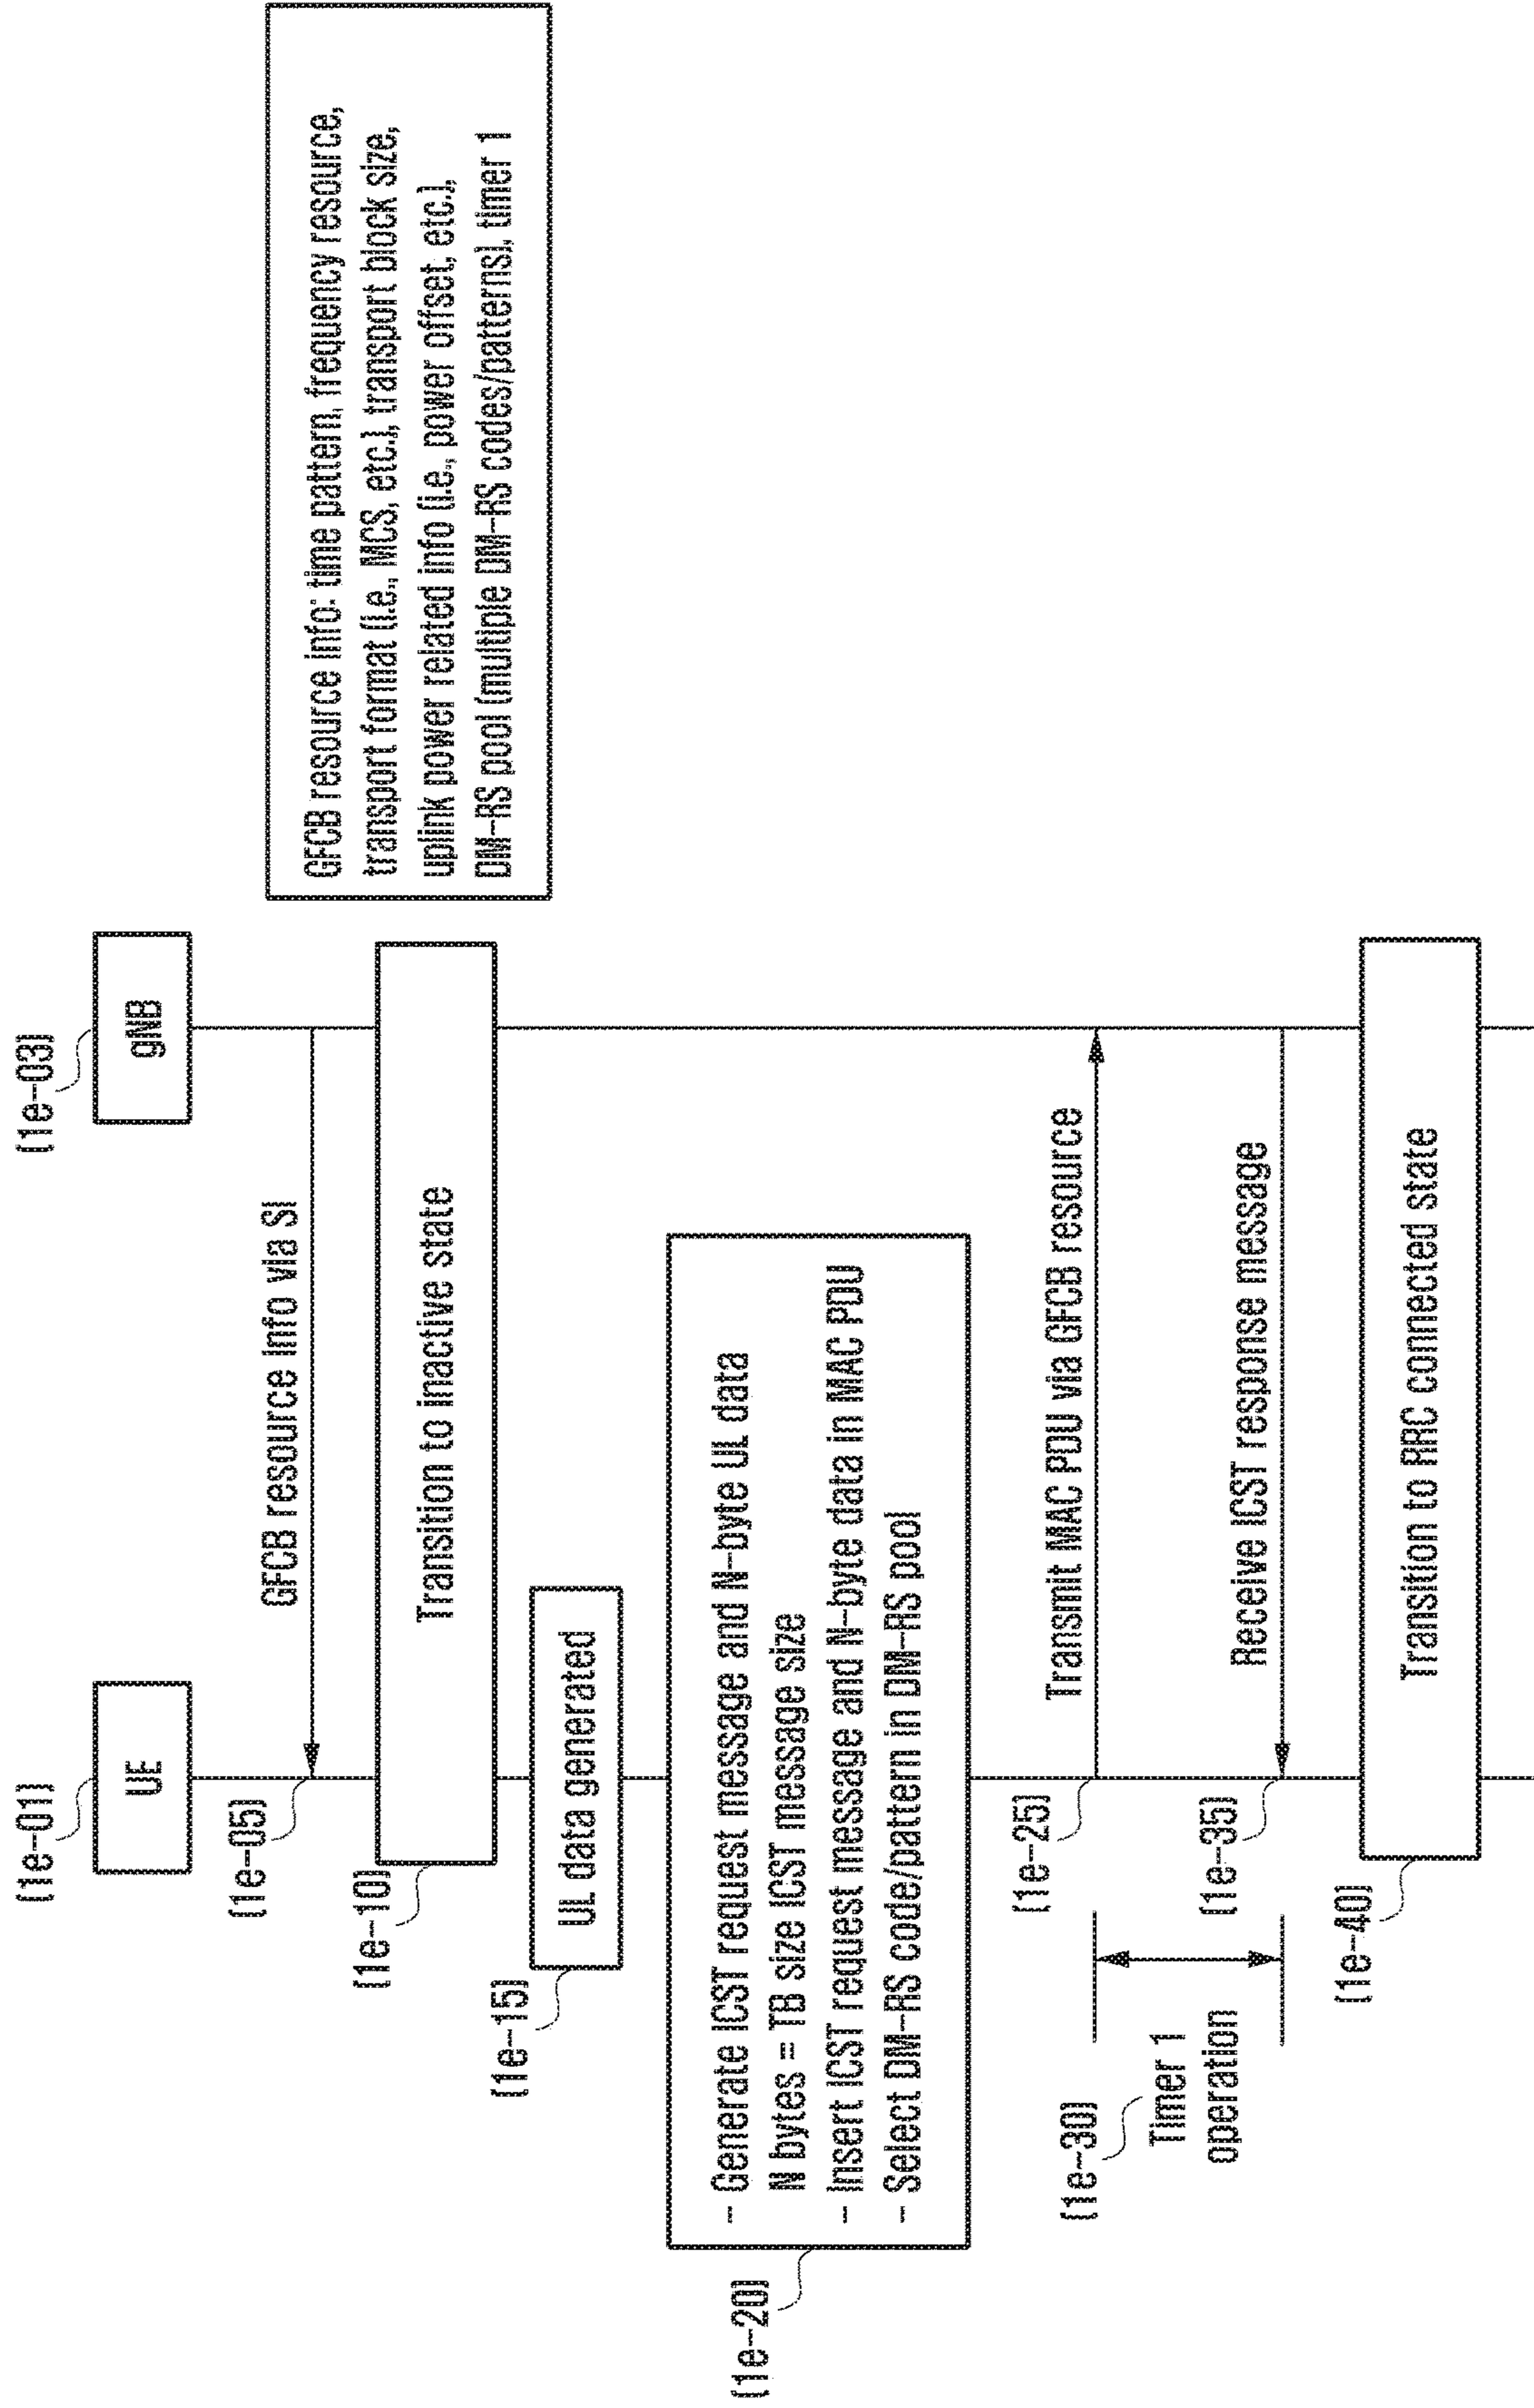 (1e-01)
(1e-03)
UE
gNB
GFCB resource info via SI
(1e-05)
GFCB resource info: time pattern, frequency resource,
transport format (i.e., MCS, etc.), transport block size,
uplink power related info (i.e., power offset, etc.),
DM-RS pool (multiple DM-RS codes/patterns), timer 1
(1e-10)
Transition to inactive state
(1e-15)
UL data generated
(1e-20)
- Generate ICST request message and N-byte UL data
N bytes = TB size ICST message size
- Insert ICST request message and N-byte data in MAC PDU
- Select DM-RS code/pattern in DM-RS pool
(1e-25)
Transmit MAC PDU via GFCB resource
(1e-30)
Timer 1
operation
(1e-35)
Receive ICST response message
(1e-40)
Transition to RRC connected state